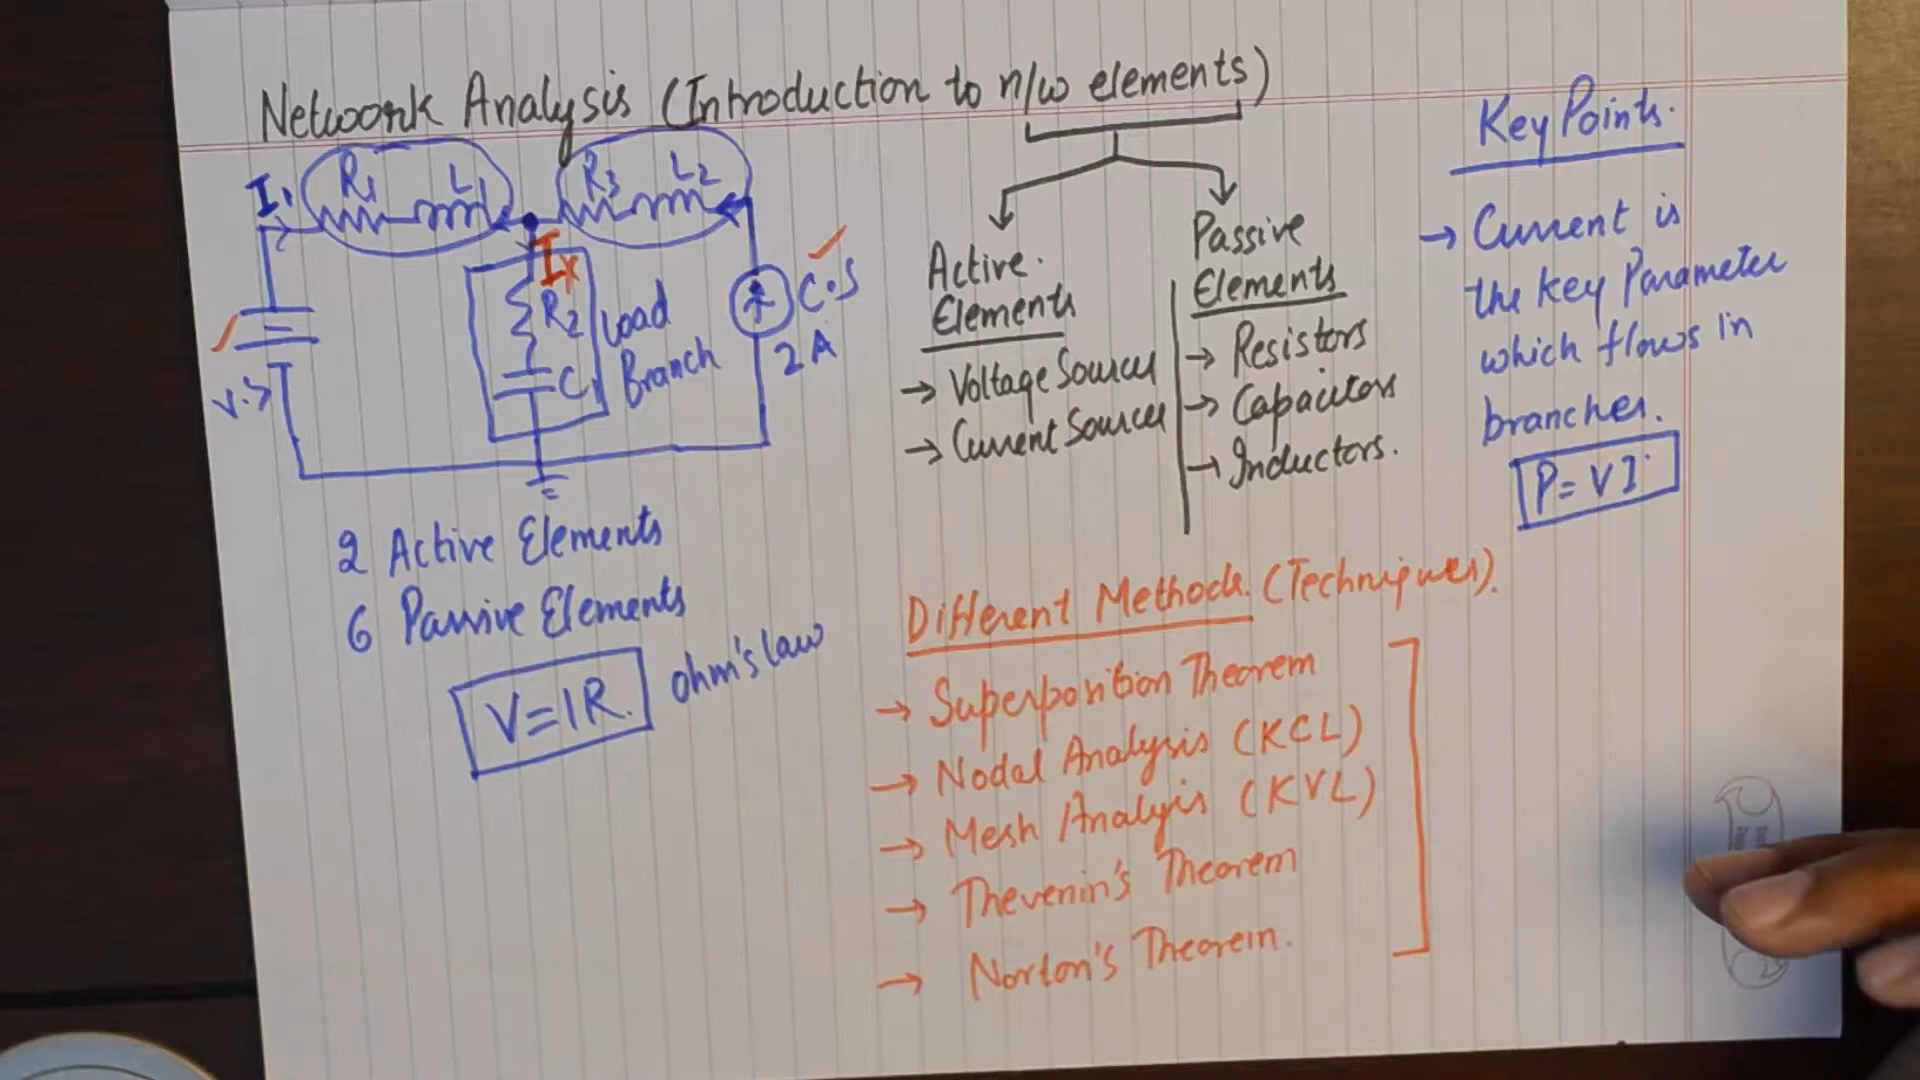 Network Analysis (Introduction to n/w elements)
I1
R1
L1
R3
L2
Ix
R2
C1
Load
Branch
C.S
2A
V.S
2 Active Elements
6 Passive Elements
V=IR.
ohm's law
Active.
Elements
→ Voltage Sources
→ Current Sources
Passive
Elements
→ Resistors
→ Capacitors
→ Inductors.
Key Points.
→ Current is
the key Parameter
which flows in
branches.
P=VI
Different Methods. (Techniques).
→ Superposition Theorem
→ Nodal Analysis (KCL)
→ Mesh Analysis (KVL)
→ Thevenin's Theorem
→ Norton's Theorem.